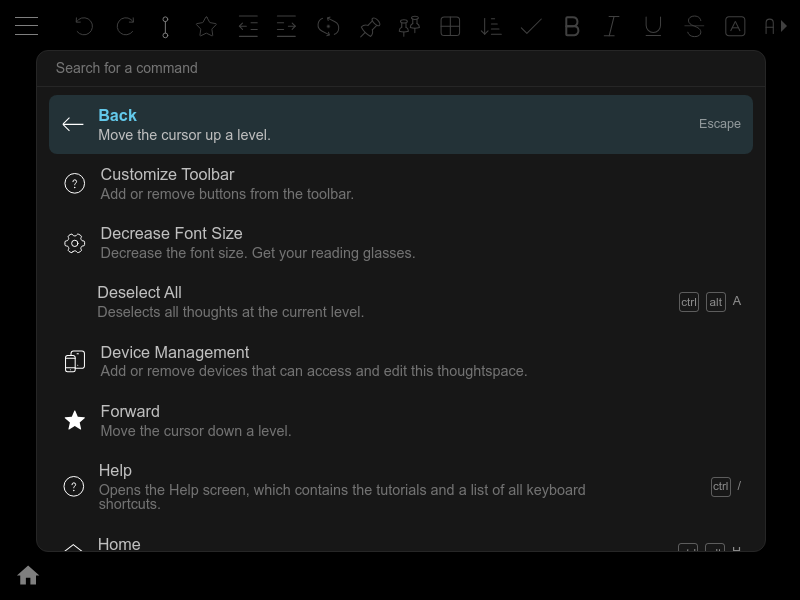 Search for a command
Back
Move the cursor up a level.
Escape
Customize Toolbar
Add or remove buttons from the toolbar.
Decrease Font Size
Decrease the font size. Get your reading glasses.
Deselect All
Deselects all thoughts at the current level.
ctrl alt A
Device Management
Add or remove devices that can access and edit this thoughtspace.
Forward
Move the cursor down a level.
Help
Opens the Help screen, which contains the tutorials and a list of all keyboard
shortcuts.
ctrl /
Home